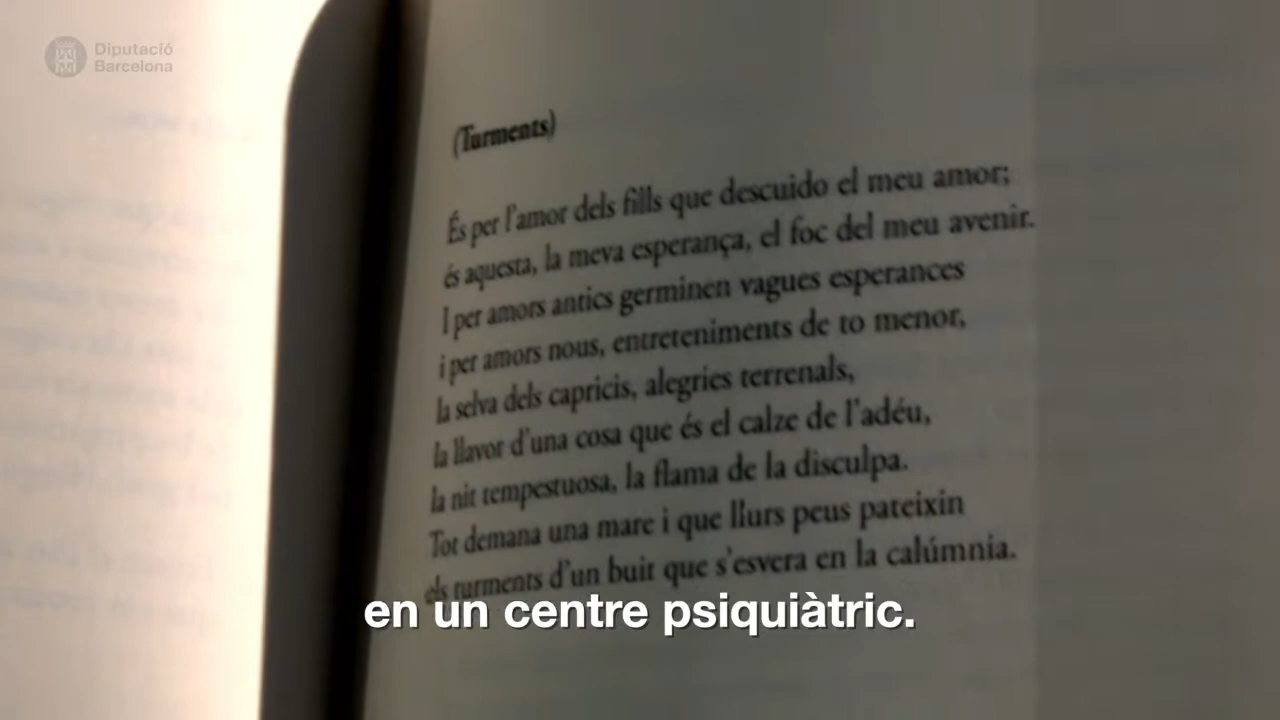 Diputació
Barcelona
(Turments)
És per l'amor dels fills que descuido el meu amor;
és aquesta, la meva esperança, el foc del meu avenir.
I per amors antics germinen vagues esperances
i per amors nous, entreteniments de to menor,
la selva dels capricis, alegries terrenals,
la llavor d'una cosa que és el calze de l'adéu,
la nit tempestuosa, la flama de la disculpa.
Tot demana una mare i que llurs peus pateixin
els turments d'un buit que s'esvera en la calúmnia.
en un centre psiquiàtric.